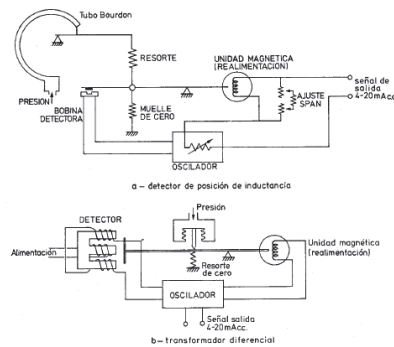 Tubo Bourdon
RESORTE
UNIDAD MAGNETICA
(REALIMENTACION)
PRESION
BOBINA
DETECTORA
MUELLE
DE CERO
AJUSTE
SPAN
señal de
salida
4-20mAc.c.
OSCILADOR
a — detector de posición de inductancia
Presión
DETECTOR
Alimentación
Resorte
de cero
Unidad magnética
(realimentación)
OSCILADOR
Señal salida
4-20mAcc.
b — transformador diferencial